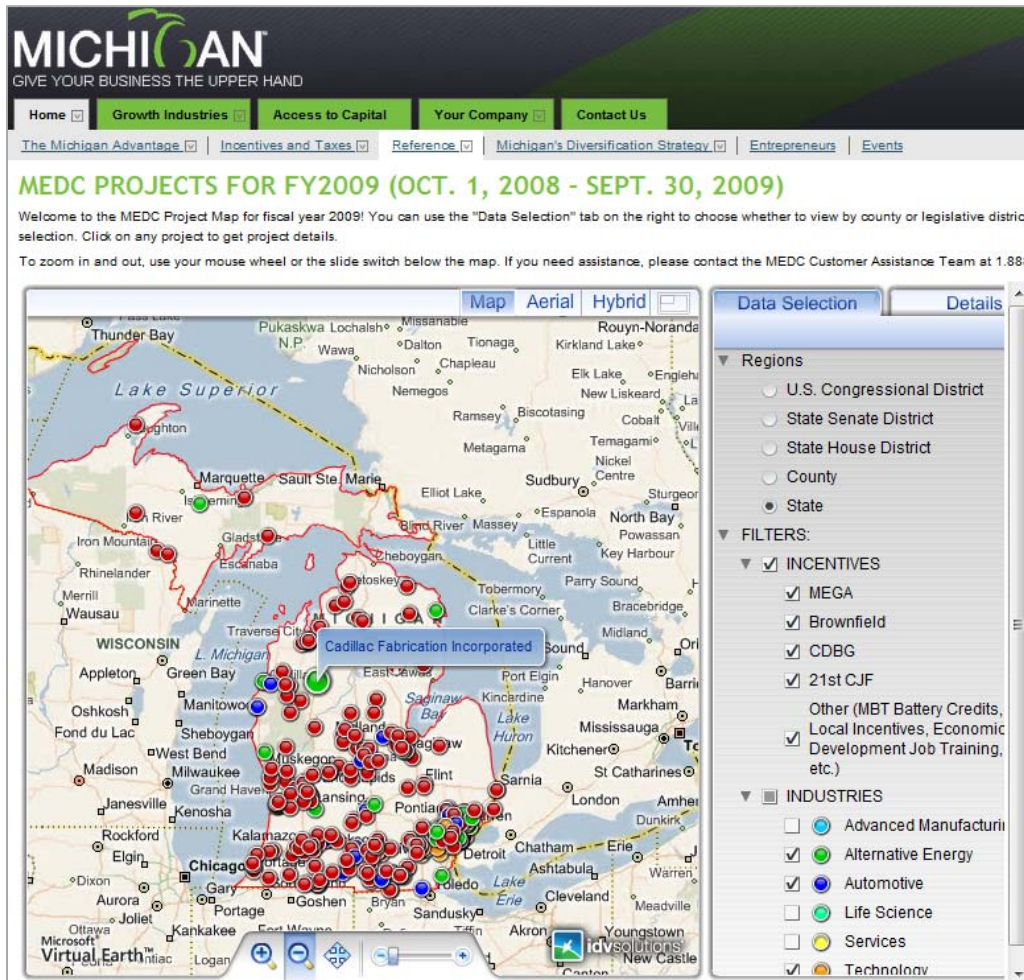 MICHIGAN
GIVE YOUR BUSINESS THE UPPER HAND
Home Growth Industries Access to Capital Your Company Contact Us
The Michigan Advantage Incentives and Taxes Reference Michigan's Diversification Strategy Entrepreneurs Events
MEDC PROJECTS FOR FY2009 (OCT. 1, 2008 - SEPT. 30, 2009)
Welcome to the MEDC Project Map for fiscal year 2009! You can use the "Data Selection" tab on the right to choose whether to view by county or legislative distric
selection. Click on any project to get project details.
To zoom in and out, use your mouse wheel or the slide switch below the map. If you need assistance, please contact the MEDC Customer Assistance Team at 1.88
Map Aerial Hybrid
Thunder Bay
Pukaskwa N.P.
Lochalsh
Missanabie
Rouyn-Noranda
Wawa
Dalton
Tionaga
Kirkland Lake
Nicholson
Chapleau
Elk Lake
Lake Superior
Nemegos
New Liskeard
Ramsey
Biscotasing
Cobalt
Metagama
Temagami
Nickel Centre
Marquette
Sault Ste. Marie
Sudbury
Elliot Lake
Espanola
North Bay
Blind River
Massey
Powassan
Iron Mountain
Little Current
Key Harbour
Rhinelander
Escanaba
Cheboygan
Merrill
Tobermory
Parry Sound
Wausau
Marinette
Clarke's Corner
Bracebridge
MICHIGAN
WISCONSIN
Traverse City
Midland
L. Michigan
Cadillac Fabrication Incorporated
Appleton
Green Bay
Port Elgin
Hanover
Barrie
Oshkosh
Manitowoc
Saginaw Bay
Kincardine
Markham
Fond du Lac
Sheboygan
Lake Huron
Mississauga
West Bend
Kitchener
Madison
Milwaukee
Muskegon
Flint
Sarnia
St Catharines
Janesville
Grand Haven
London
Kenosha
Dunkirk
Rockford
Kalamazoo
Detroit
Chatham
Erie
Elgin
Chicago
Ashtabula
Warren
Dixon
Gary
Toledo
Lake Erie
Cleveland
Meadville
Aurora
Portage
Goshen
Bryan
Sandusky
Joliet
Ottawa
Kankakee
Fort Wayne
Tiffin
Akron
Youngstown
New Castle
Logan
Canton
Microsoft
Virtual Earth™
idvsolutions
Data Selection Details
Regions
U.S. Congressional District
State Senate District
State House District
County
State
FILTERS:
INCENTIVES
MEGA
Brownfield
CDBG
21st CJF
Other (MBT Battery Credits,
Local Incentives, Economic
Development Job Training,
etc.)
INDUSTRIES
Advanced Manufacturin
Alternative Energy
Automotive
Life Science
Services
Technology